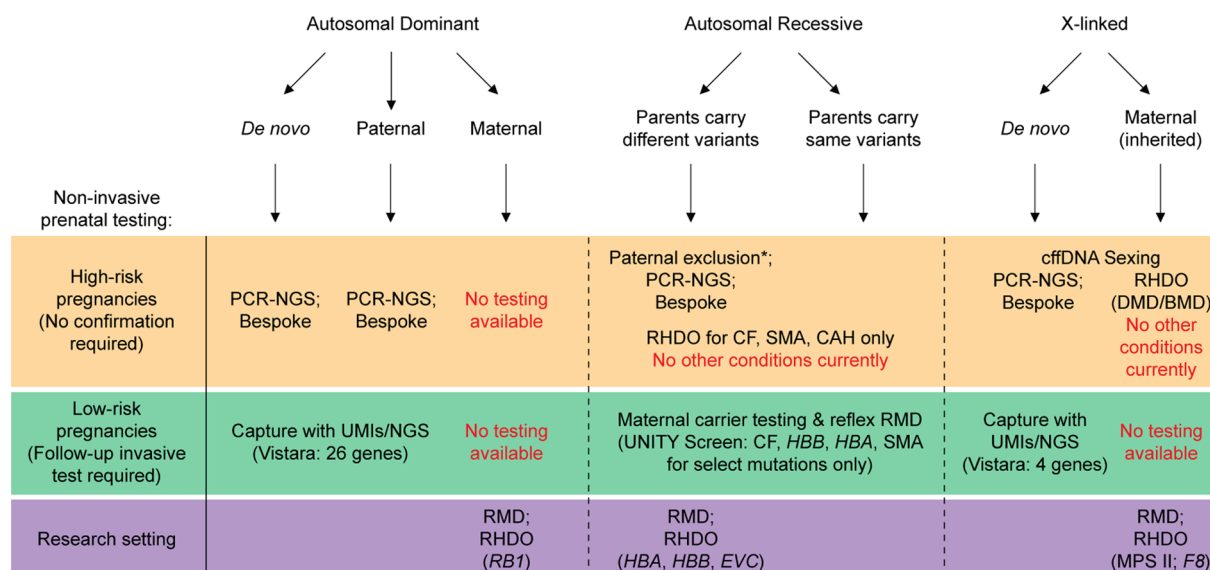 Autosomal Dominant
Autosomal Recessive
X-linked
De novo
Paternal
Maternal
Parents carry
different variants
Parents carry
same variants
De novo
Maternal
(inherited)
Non-invasive
prenatal testing:
High-risk
pregnancies
(No confirmation
required)
PCR-NGS;
Bespoke
PCR-NGS;
Bespoke
No testing
available
Paternal exclusion*;
PCR-NGS;
Bespoke
RHDO for CF, SMA, CAH only
No other conditions currently
cffDNA Sexing
PCR-NGS;
Bespoke
RHDO
(DMD/BMD)
No other
conditions
currently
Low-risk
pregnancies
(Follow-up invasive
test required)
Capture with UMIs/NGS
(Vistara: 26 genes)
No testing
available
Maternal carrier testing & reflex RMD
(UNITY Screen: CF, HBB, HBA, SMA
for select mutations only)
Capture with
UMIs/NGS
(Vistara: 4 genes)
No testing
available
Research setting
RMD;
RHDO
(RB1)
RMD;
RHDO
(HBA, HBB, EVC)
RMD;
RHDO
(MPS II; F8)